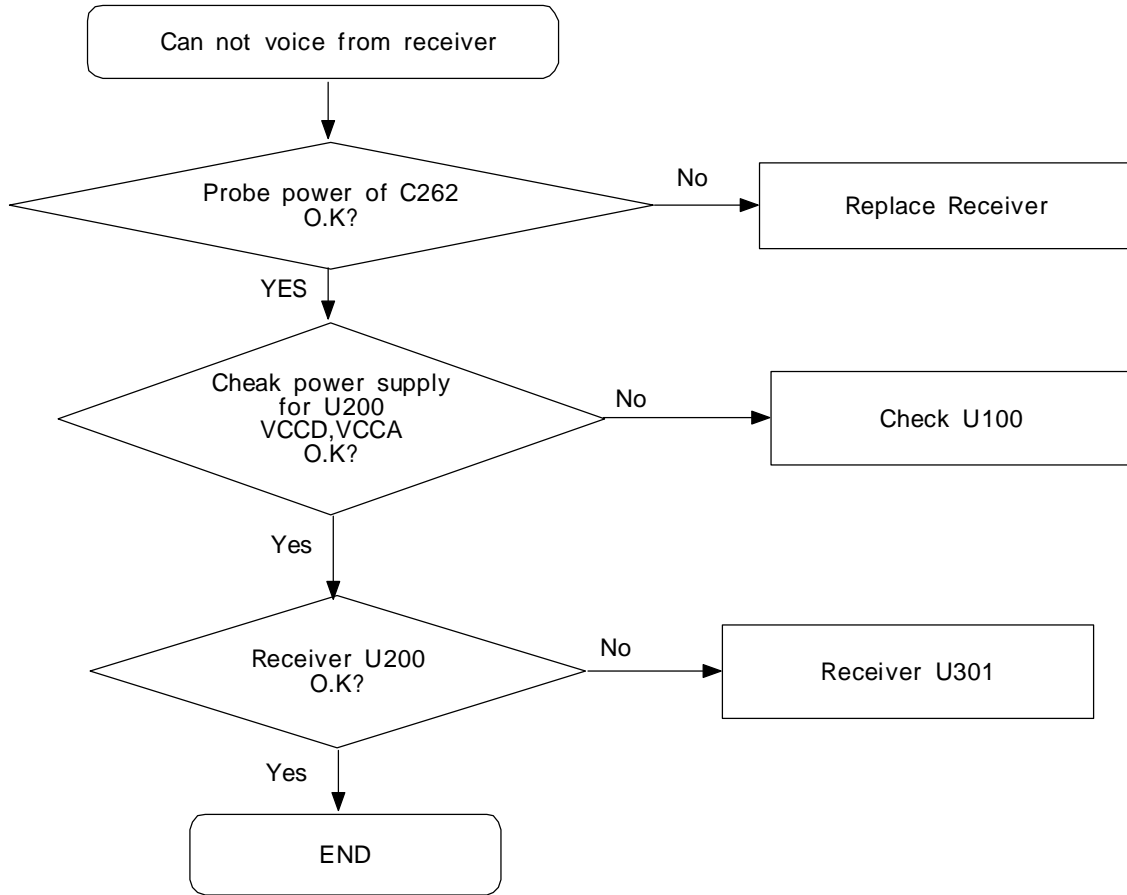 Can not voice from receiver
Probe power of C262
O.K?
No
Replace Receiver
YES
Cheak power supply
for U200
VCCD,VCCA
O.K?
No
Check U100
Yes
Receiver U200
O.K?
No
Receiver U301
Yes
END